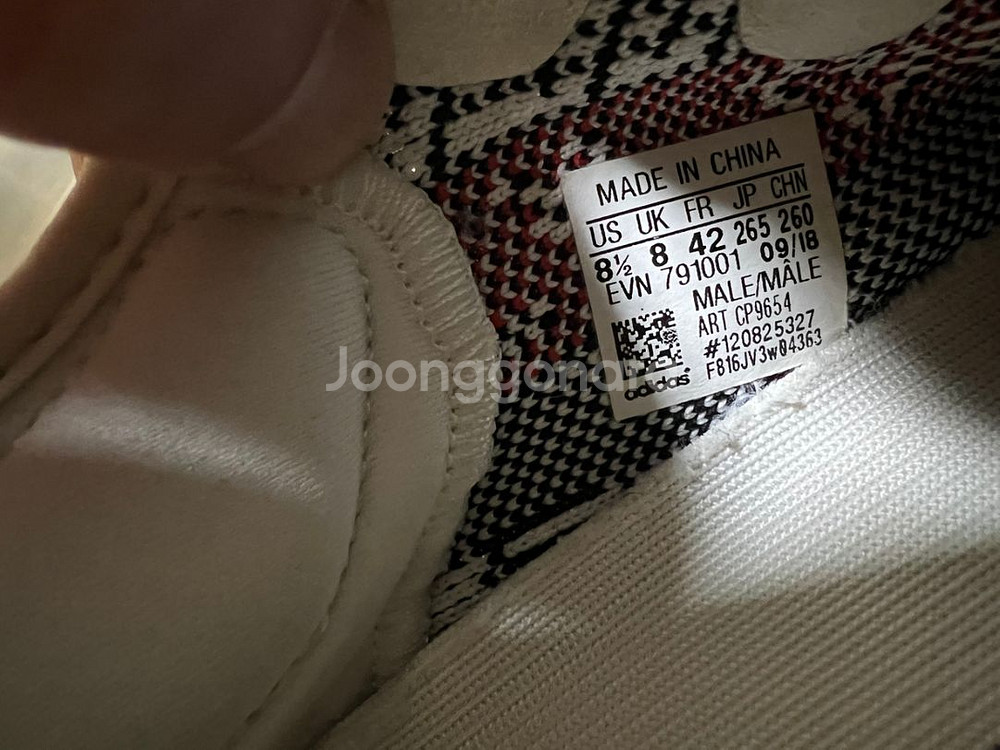 MADE IN CHINA
US UK FR JP CHN
8½ 8 42 265 260
EVN 791001 09/18
MALE/MÂLE
ART CP9654
#120825327
F816JV3w04363
adidas
Joonggonar